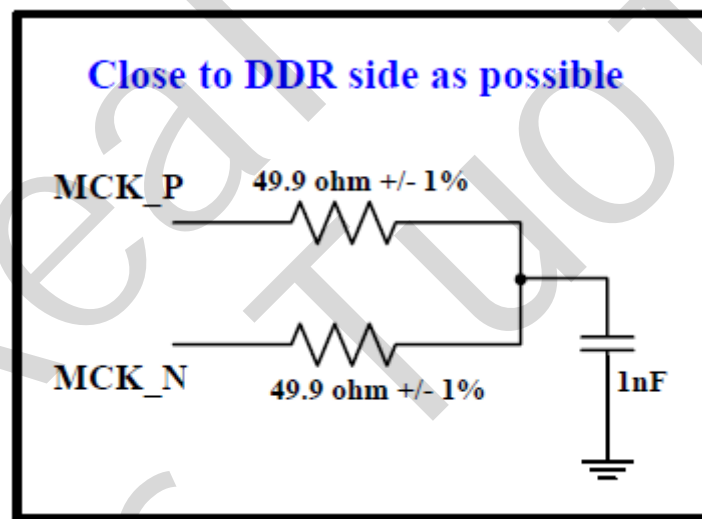 Close to DDR side as possible
MCK_P
49.9 ohm +/- 1%
MCK_N
49.9 ohm +/- 1%
1nF